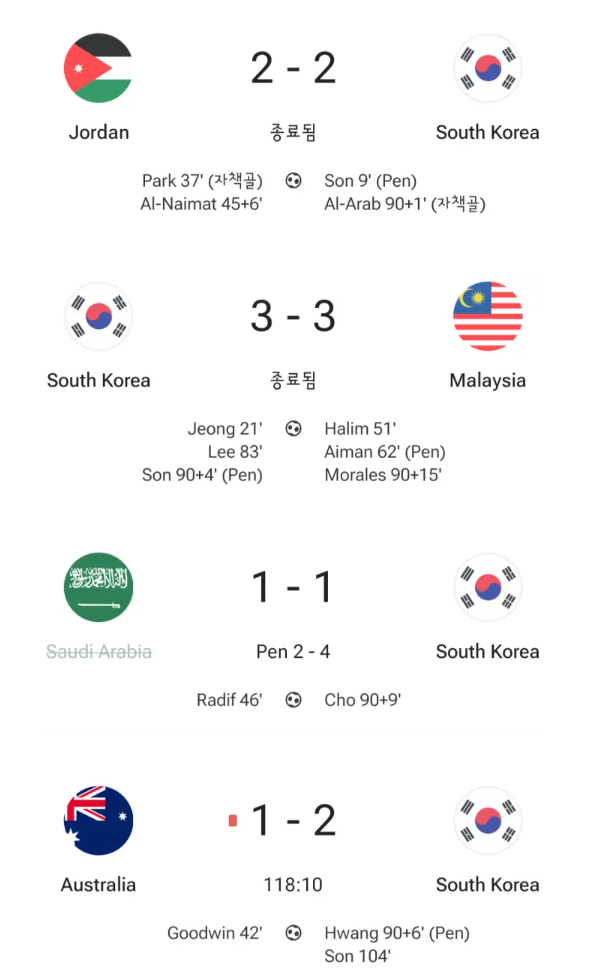 2 - 2
Jordan
종료됨
South Korea
Park 37' (자책골)
Son 9' (Pen)
Al-Naimat 45+6'
Al-Arab 90+1' (자책골)
3 - 3
South Korea
종료됨
Malaysia
Jeong 21'
Halim 51'
Lee 83'
Aiman 62' (Pen)
Son 90+4' (Pen)
Morales 90+15'
1 - 1
Saudi Arabia
Pen 2 - 4
South Korea
Radif 46'
Cho 90+9'
1 - 2
Australia
118:10
South Korea
Goodwin 42'
Hwang 90+6' (Pen)
Son 104'